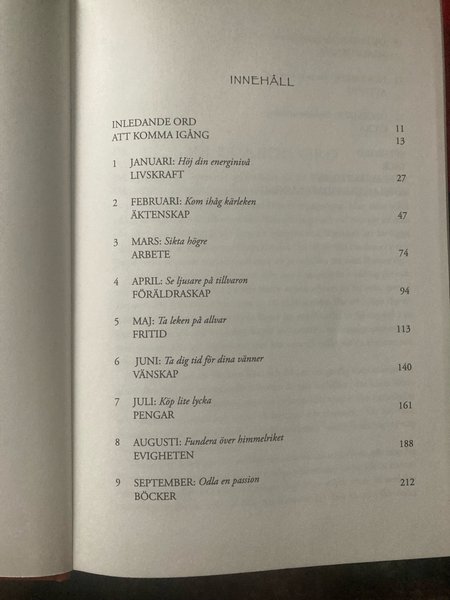 INNEHÅLL
INLEDANDE ORD 11
ATT KOMMA IGÅNG 13
1 JANUARI: Höj din energinivå
LIVSKRAFT 27
2 FEBRUARI: Kom ihåg kärleken
ÄKTENSKAP 47
3 MARS: Sikta högre
ARBETE 74
4 APRIL: Se ljusare på tillvaron
FÖRÄLDRASKAP 94
5 MAJ: Ta leken på allvar
FRITID 113
6 JUNI: Ta dig tid för dina vänner
VÄNSKAP 140
7 JULI: Köp lite lycka
PENGAR 161
8 AUGUSTI: Fundera över himmelriket
EVIGHETEN 188
9 SEPTEMBER: Odla en passion
BÖCKER 212